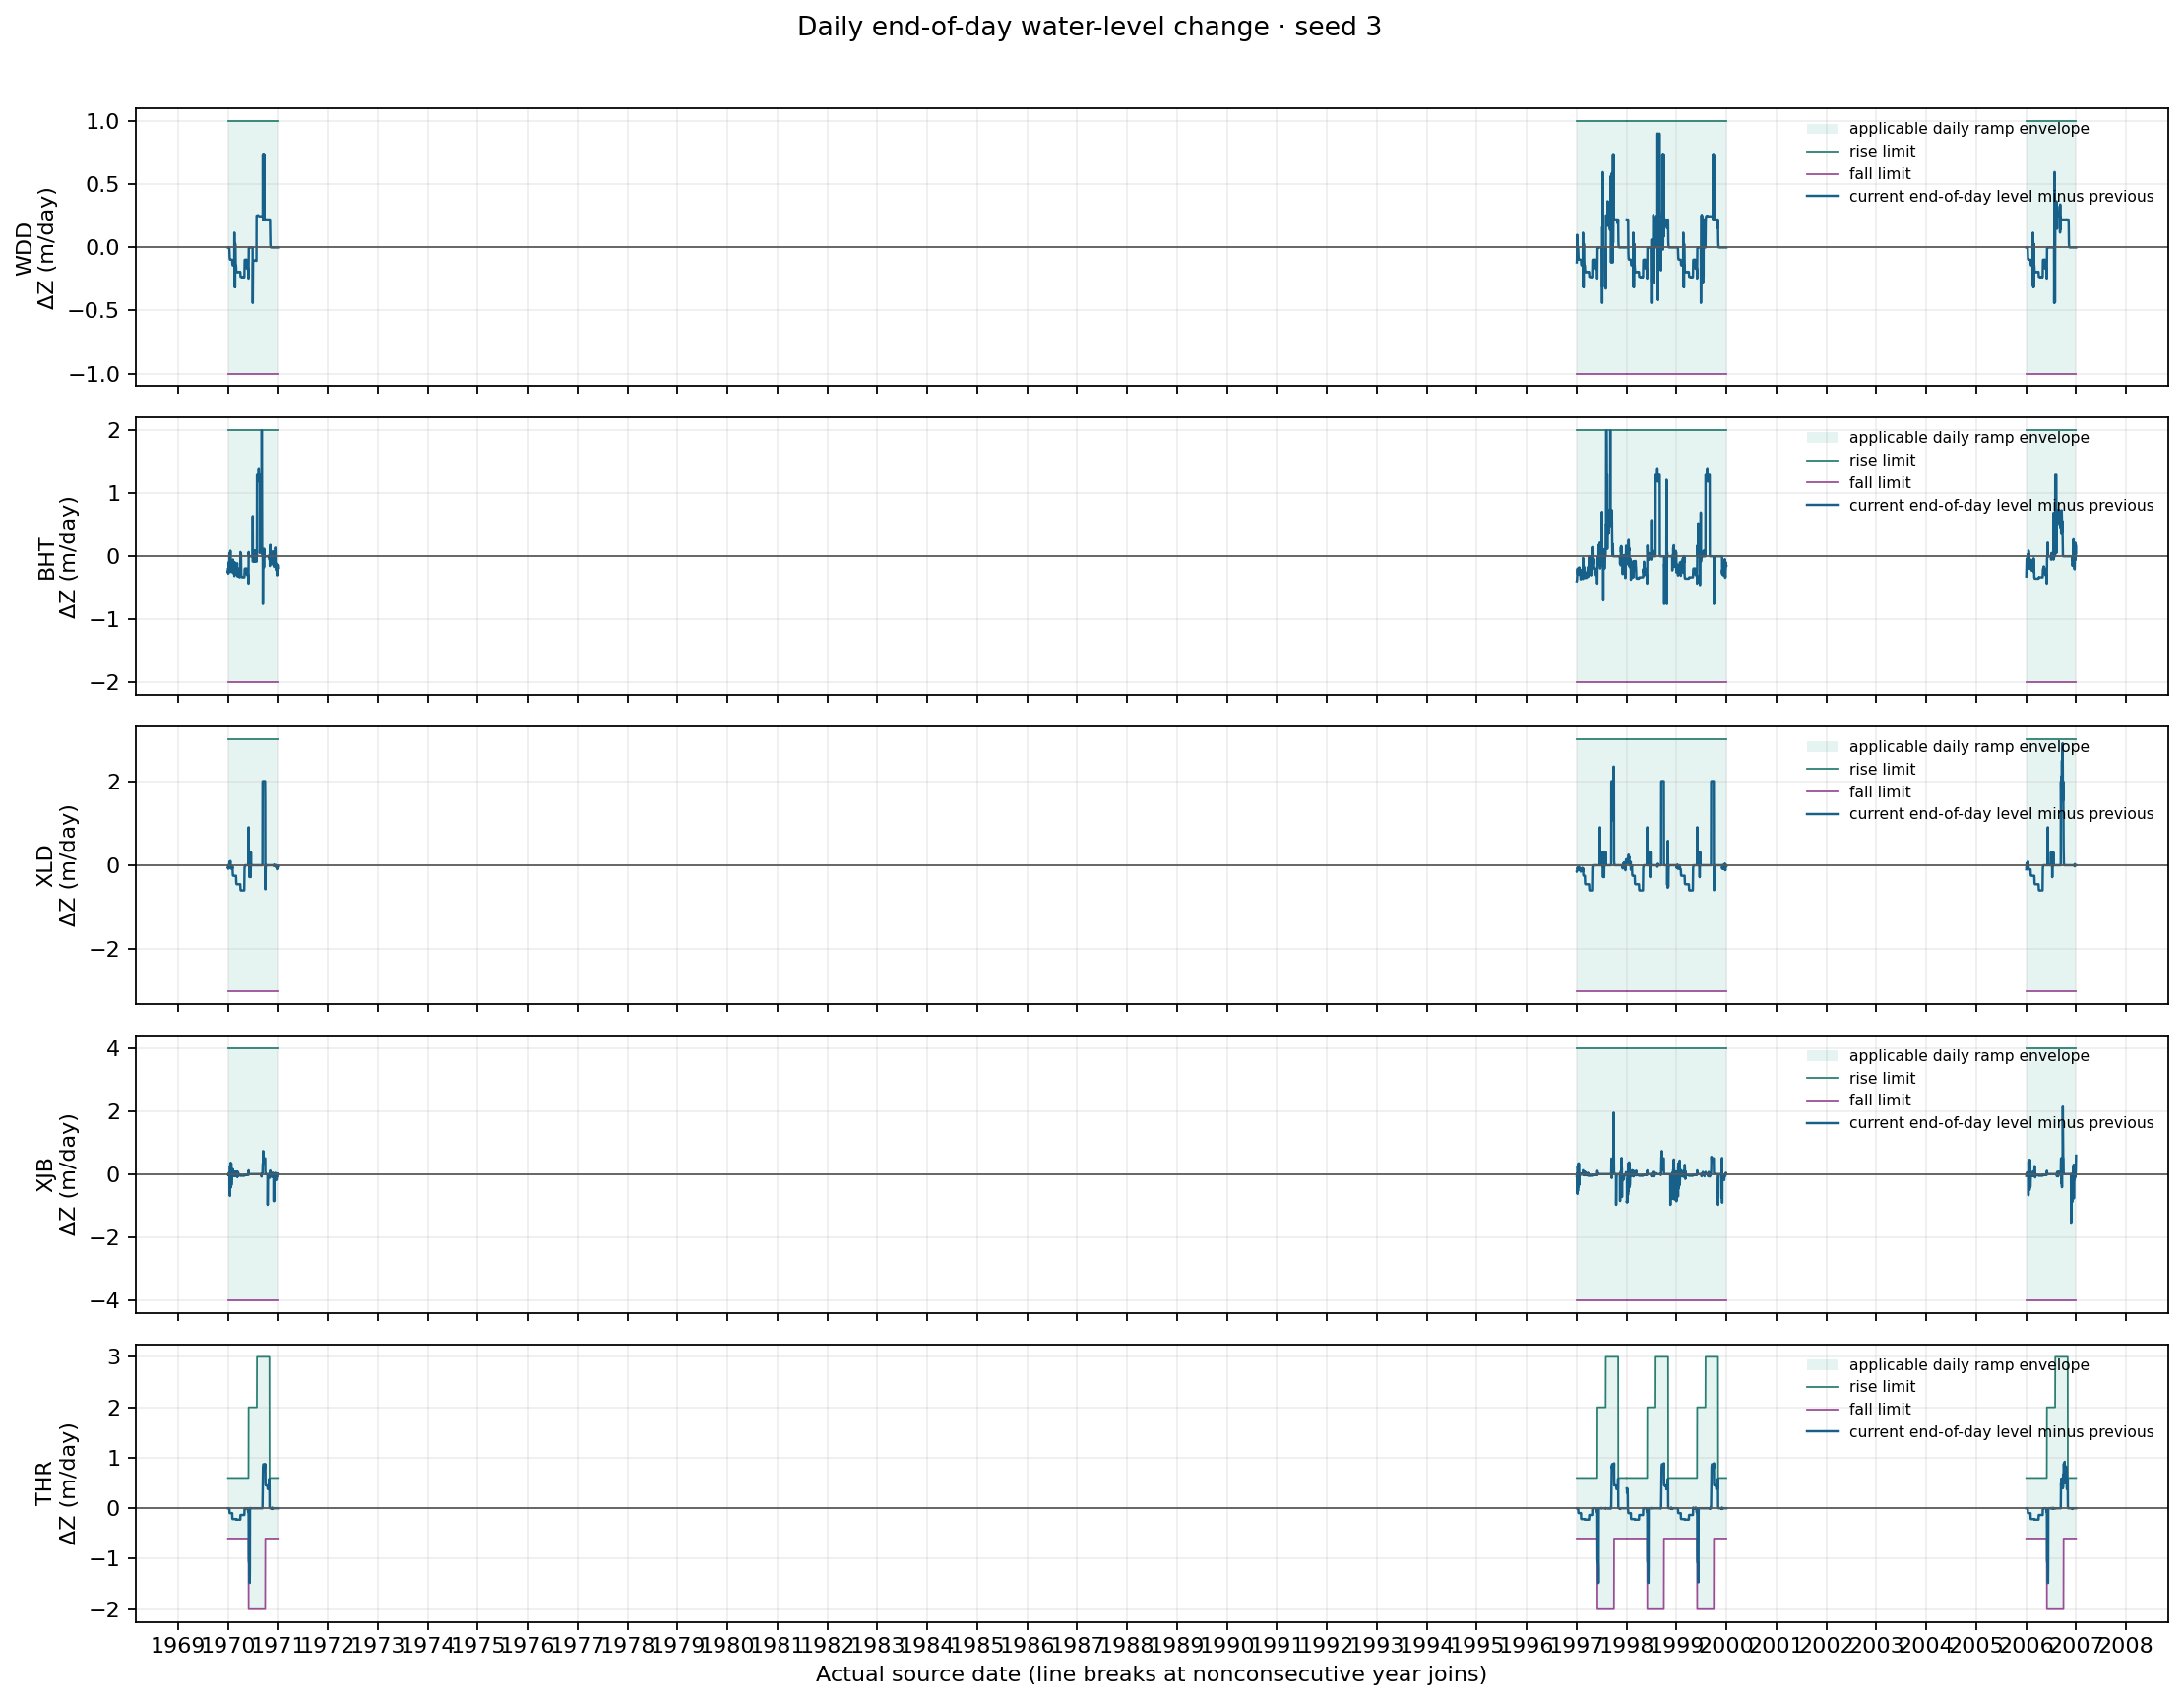 Daily end-of-day water-level change · seed 3
WDD
ΔZ (m/day)
1.0
0.5
0.0
−0.5
−1.0
applicable daily ramp envelope
rise limit
fall limit
current end-of-day level minus previous
BHT
ΔZ (m/day)
2
1
0
−1
−2
applicable daily ramp envelope
rise limit
fall limit
current end-of-day level minus previous
XLD
ΔZ (m/day)
2
0
−2
applicable daily ramp envelope
rise limit
fall limit
current end-of-day level minus previous
XJB
ΔZ (m/day)
4
2
0
−2
−4
applicable daily ramp envelope
rise limit
fall limit
current end-of-day level minus previous
THR
ΔZ (m/day)
3
2
1
0
−1
−2
applicable daily ramp envelope
rise limit
fall limit
current end-of-day level minus previous
1969 1970 1971 1972 1973 1974 1975 1976 1977 1978 1979 1980 1981 1982 1983 1984 1985 1986 1987 1988 1989 1990 1991 1992 1993 1994 1995 1996 1997 1998 1999 2000 2001 2002 2003 2004 2005 2006 2007 2008
Actual source date (line breaks at nonconsecutive year joins)